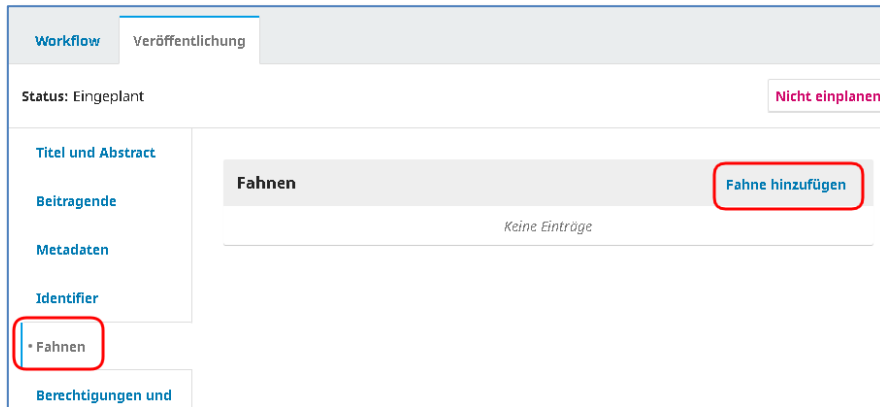 Workflow Veröffentlichung
Status: Eingeplant
Nicht einplanen
Titel und Abstract
Fahnen
Fahne hinzufügen
Beitragende
Keine Einträge
Metadaten
Identifier
• Fahnen
Berechtigungen und